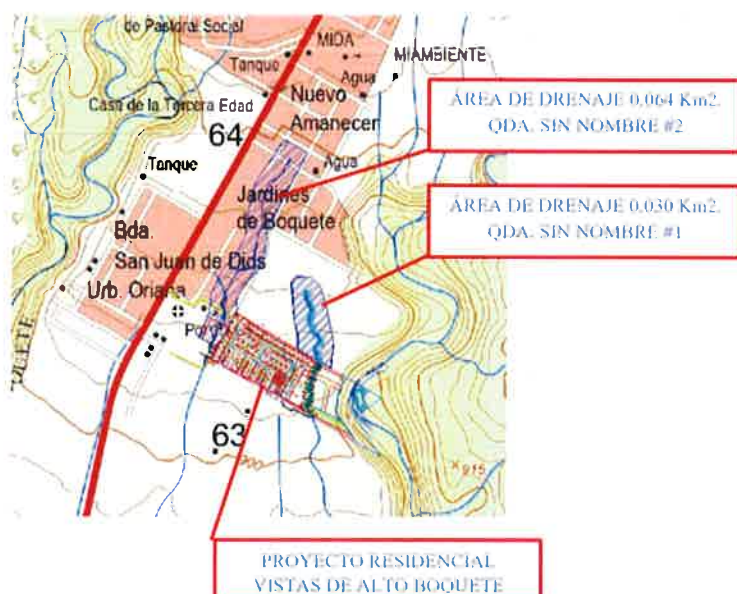 de Pastoral Social
MIDA
Tanque
MIAMBIENTE
Agua
Casa de la Tercera Edad
Nuevo
Amanecer
64
ÁREA DE DRENAJE 0.064 Km2.
QDA. SIN NOMBRE #2
Tanque
Agua
Jardines
de Boquete
ÁREA DE DRENAJE 0.030 Km2.
QDA. SIN NOMBRE #1
Bda.
San Juan de Dios
Urb. Oriana
63
915
PROYECTO RESIDENCIAL
VISTAS DE ALTO BOQUETE